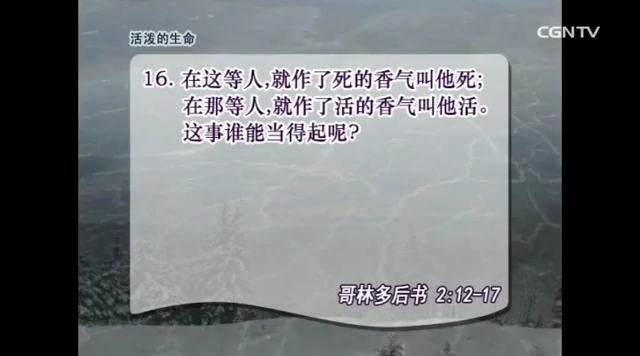 活泼的生命
CGNTV
16. 在这等人,就作了死的香气叫他死;
在那等人,就作了活的香气叫他活。
这事谁能当得起呢?
哥林多后书 2:12-17